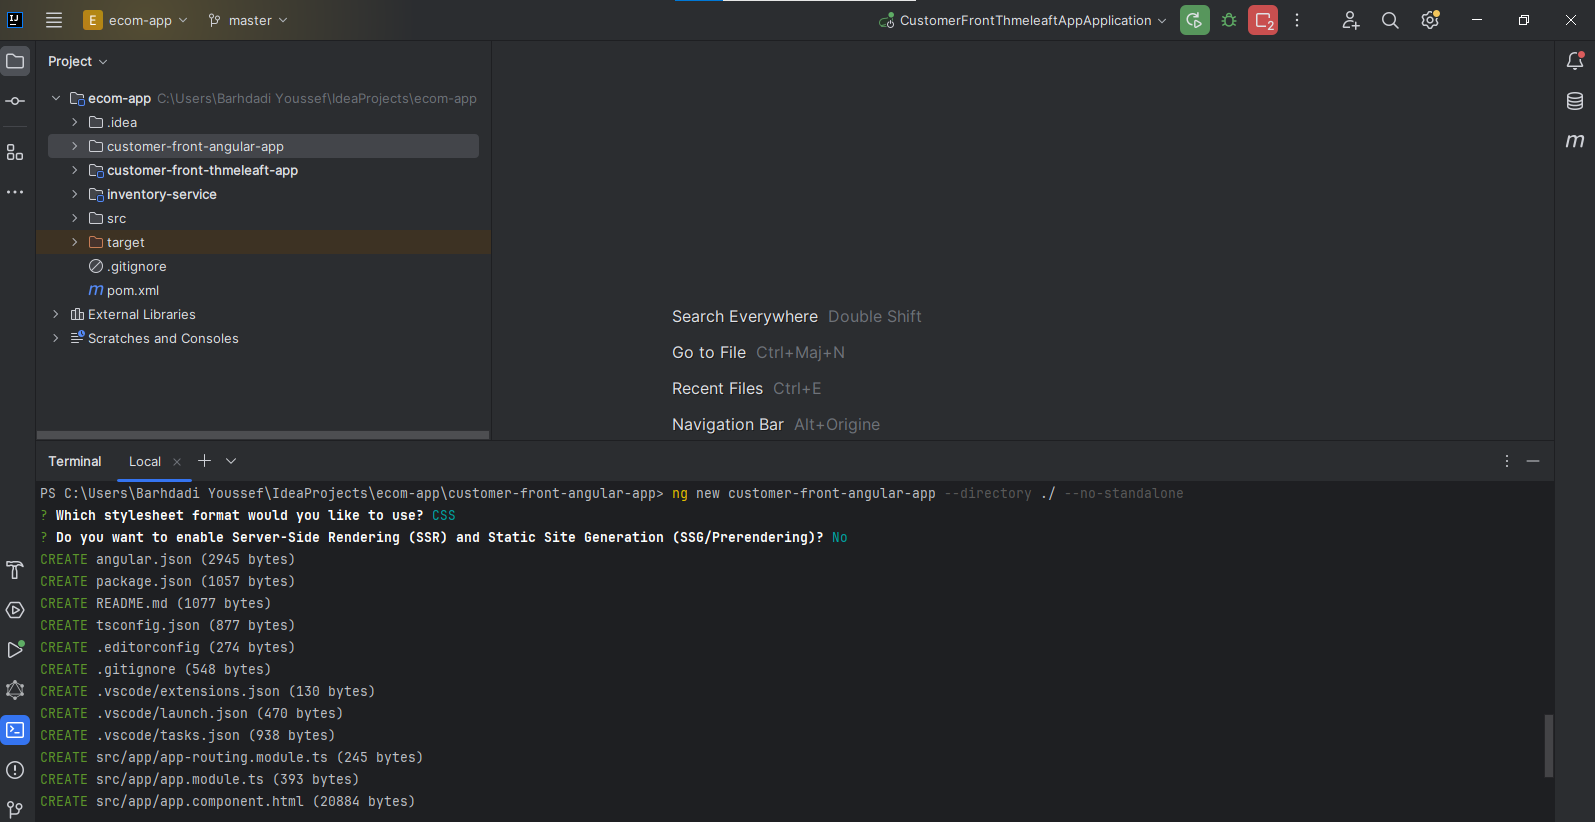 IJ
E ecom-app master CustomerFrontThmeleaftAppApplication 2
Project
ecom-app C:\Users\Barhdadi Youssef\IdeaProjects\ecom-app
.idea
customer-front-angular-app
customer-front-thmeleaft-app
inventory-service
src
target
.gitignore
m pom.xml
External Libraries
Scratches and Consoles
m
Search Everywhere Double Shift
Go to File Ctrl+Maj+N
Recent Files Ctrl+E
Navigation Bar Alt+Origine
Terminal Local
PS C:\Users\Barhdadi Youssef\IdeaProjects\ecom-app\customer-front-angular-app> ng new customer-front-angular-app --directory ./ --no-standalone
? Which stylesheet format would you like to use? CSS
? Do you want to enable Server-Side Rendering (SSR) and Static Site Generation (SSG/Prerendering)? No
CREATE angular.json (2945 bytes)
CREATE package.json (1057 bytes)
CREATE README.md (1077 bytes)
CREATE tsconfig.json (877 bytes)
CREATE .editorconfig (274 bytes)
CREATE .gitignore (548 bytes)
CREATE .vscode/extensions.json (130 bytes)
CREATE .vscode/launch.json (470 bytes)
CREATE .vscode/tasks.json (938 bytes)
CREATE src/app/app-routing.module.ts (245 bytes)
CREATE src/app/app.module.ts (393 bytes)
CREATE src/app/app.component.html (20884 bytes)